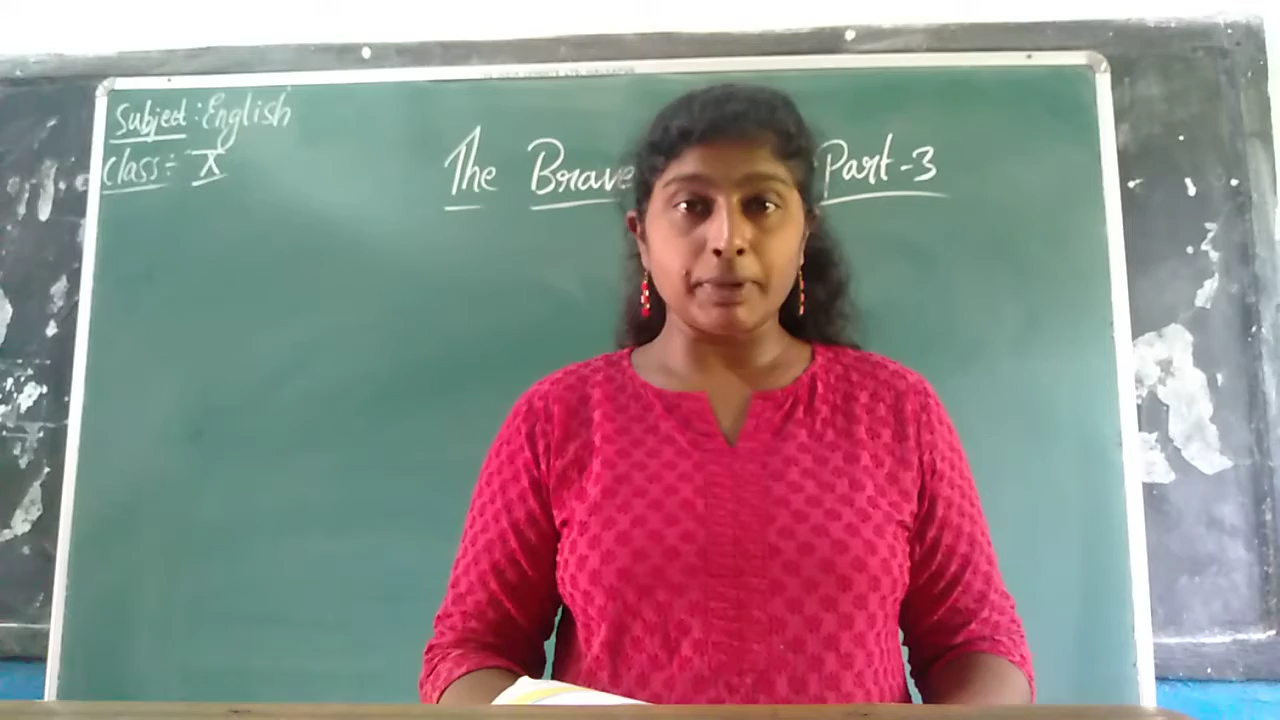 Subject : English
Class :- X
The Brave Part-3